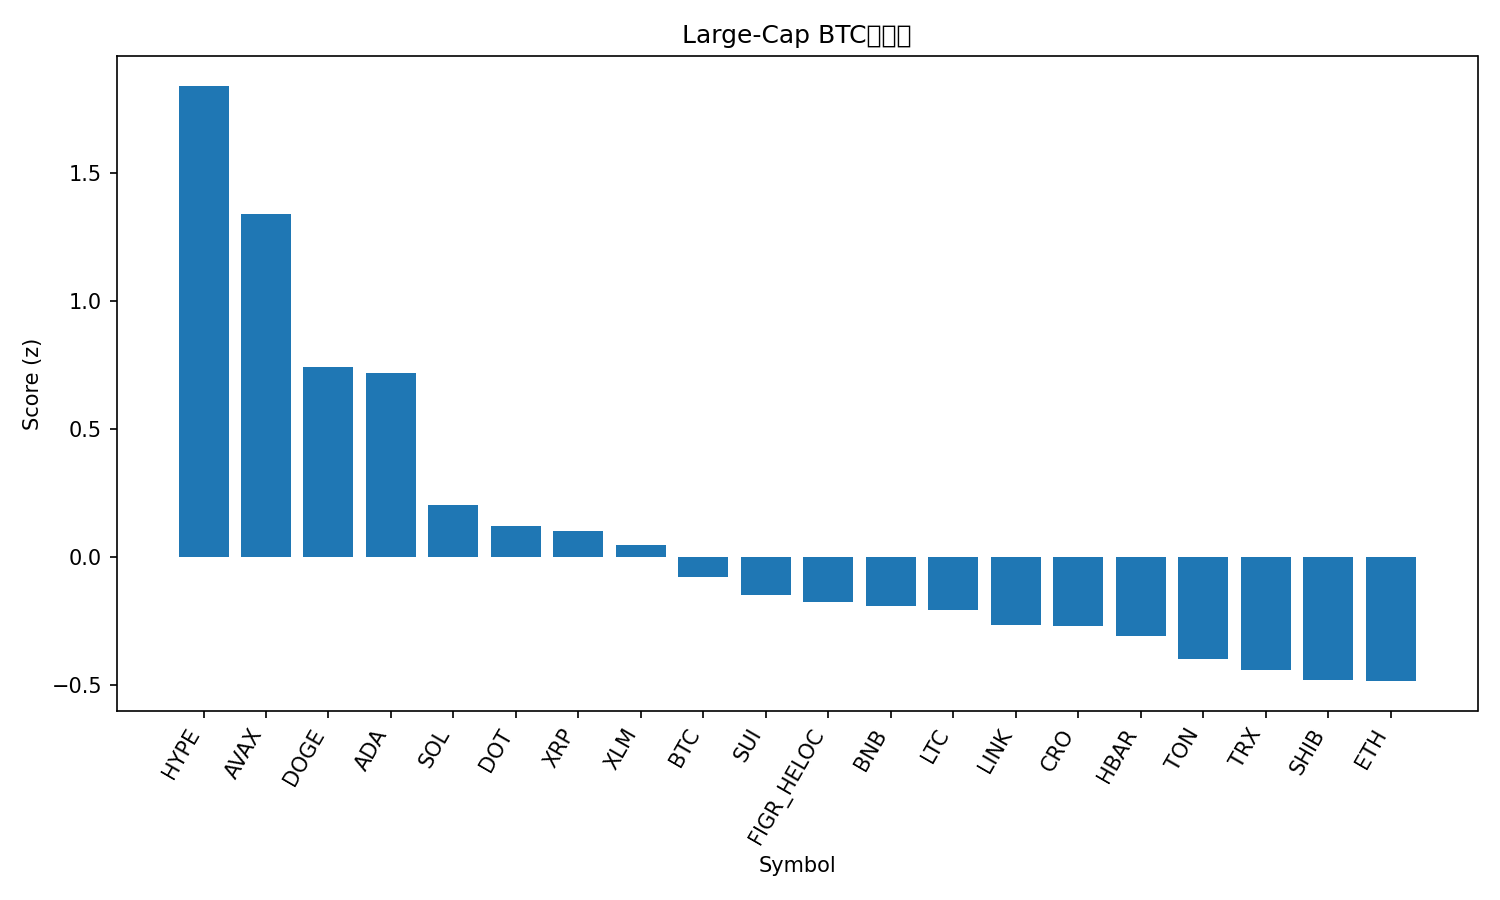 Large-Cap BTC
Score (z)
1.5
1.0
0.5
0.0
−0.5
HYPE
AVAX
DOGE
ADA
SOL
DOT
XRP
XLM
BTC
SUI
FIGR_HELOC
BNB
LTC
LINK
CRO
HBAR
TON
TRX
SHIB
ETH
Symbol